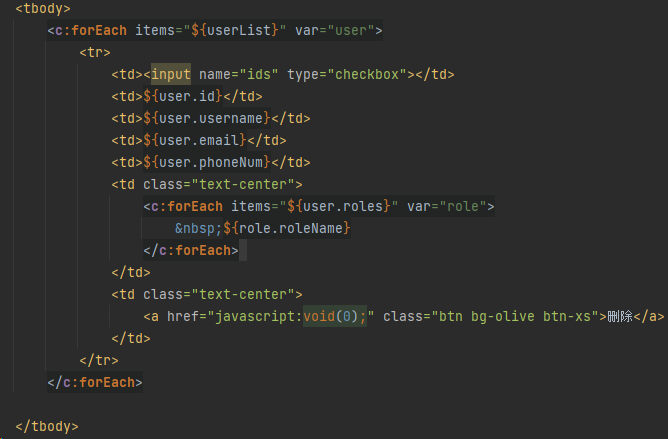 <tbody>
<c:forEach items="${userList}" var="user">
<tr>
<td><input name="ids" type="checkbox"></td>
<td>${user.id}</td>
<td>${user.username}</td>
<td>${user.email}</td>
<td>${user.phoneNum}</td>
<td class="text-center">
<c:forEach items="${user.roles}" var="role">
&nbsp;${role.roleName}
</c:forEach>
</td>
<td class="text-center">
<a href="javascript:void(0);" class="btn bg-olive btn-xs">删除</a>
</td>
</tr>
</c:forEach>
</tbody>